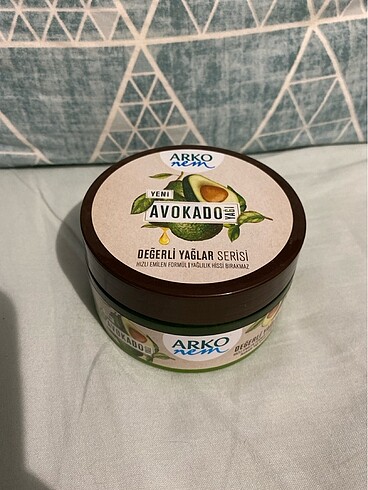 ARKO
nem
YENİ
AVOKADO
YAĞI
DEĞERLİ YAĞLAR SERİSİ
HIZLI EMİLEN FORMÜL | YAĞLILIK HİSSİ BIRAKMAZ
ARKO
nem
AVOKADO
DEĞERLİ